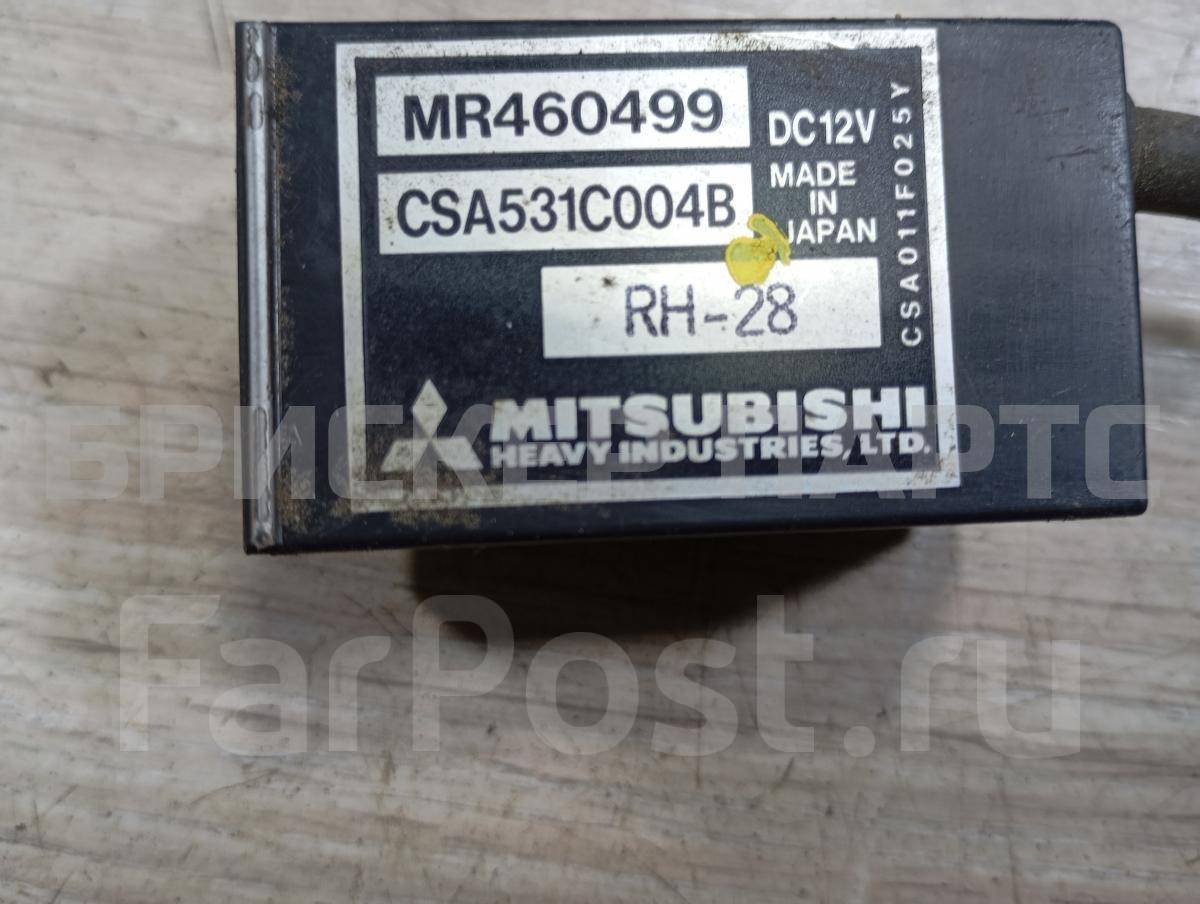 MR460499
DC12V
CSA531C004B
MADE
IN
JAPAN
CSA011F025Y
RH-28
MITSUBISHI
HEAVY INDUSTRIES, LTD.
БРИСКЕР ПАРТС
FarPost.ru